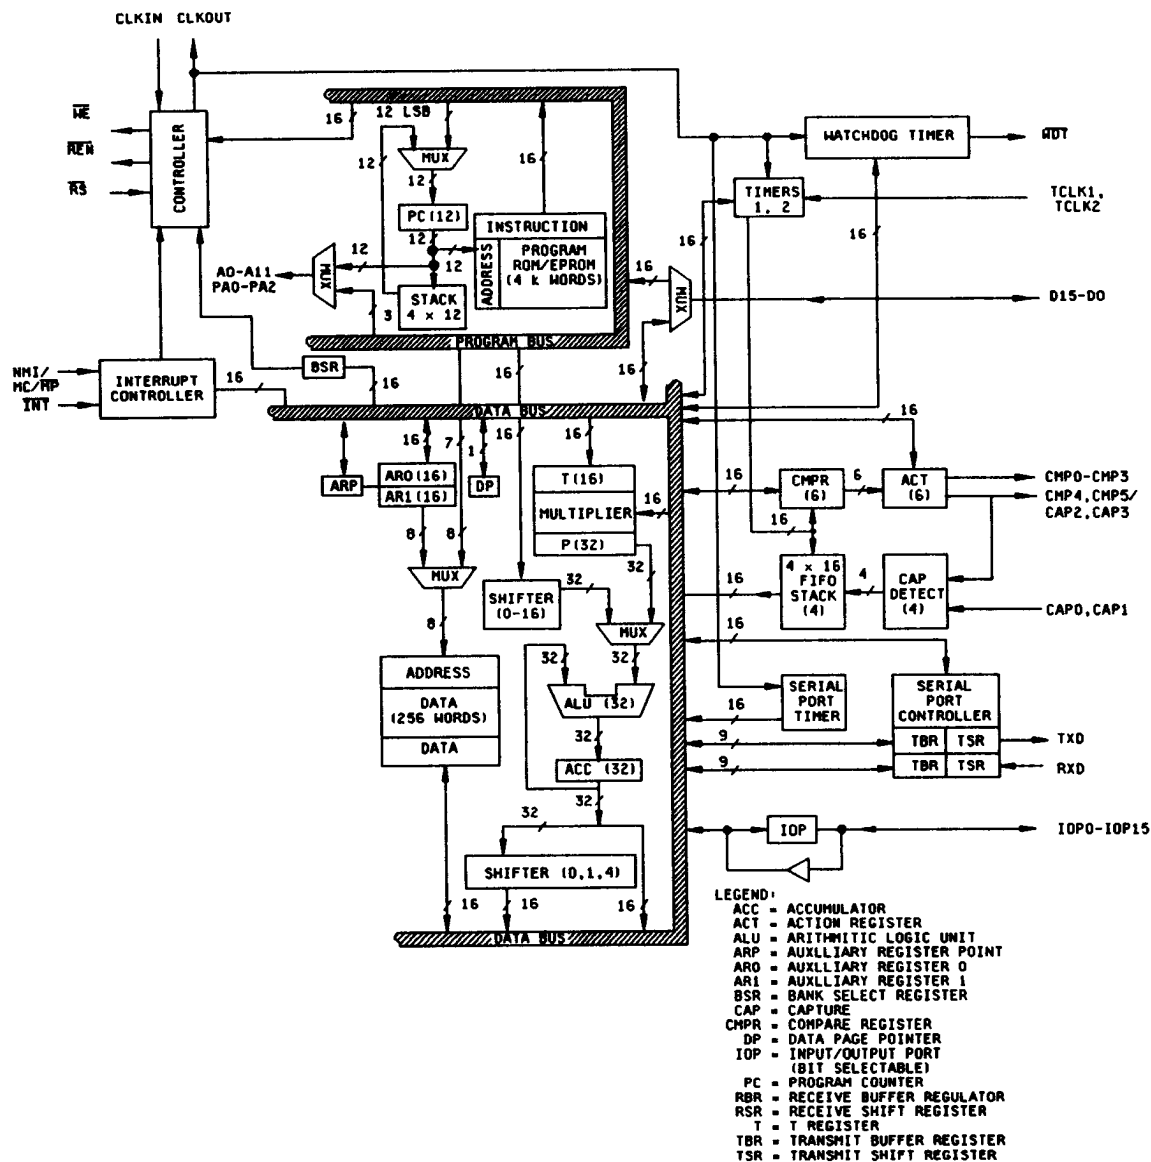 CLKIN CLKOUT
WE
REN
RS
CONTROLLER
16
12 LSB
MUX
12
12
PC(12)
12
12
12
16
INSTRUCTION
ADDRESS
PROGRAM
ROM/EPROM
(4 k WORDS)
STACK
4 × 12
A0-A11
PA0-PA2
MUX
3
PROGRAM BUS
WATCHDOG TIMER
WDT
TIMERS
1, 2
TCLK1,
TCLK2
16
16
16
MUX
D15-D0
16
NMI/
MC/MP
INT
INTERRUPT
CONTROLLER
16
BSR
16
16
DATA BUS
16
7
1
16
16
16
ARP
AR0(16)
AR1(16)
DP
T(16)
MULTIPLIER
P(32)
16
16
CMPR
(6)
6
ACT
(6)
CMP0-CMP3
CMP4,CMP5/
CAP2,CAP3
16
8
8
MUX
8
SHIFTER
(0-16)
32
32
MUX
16
4 × 16
FIFO
STACK
(4)
4
CAP
DETECT
(4)
CAP0,CAP1
16
32
32
ALU (32)
ADDRESS
DATA
(256 WORDS)
DATA
32
ACC (32)
32
32
SERIAL
PORT
TIMER
16
SERIAL
PORT
CONTROLLER
9
TBR
TSR
TXD
9
TBR
TSR
RXD
SHIFTER (0,1,4)
IOP
IOP0-IOP15
16
16
16
DATA BUS
LEGEND:
ACC = ACCUMULATOR
ACT = ACTION REGISTER
ALU = ARITHMITIC LOGIC UNIT
ARP = AUXLLIARY REGISTER POINT
AR0 = AUXLLIARY REGISTER 0
AR1 = AUXLLIARY REGISTER 1
BSR = BANK SELECT REGISTER
CAP = CAPTURE
CMPR = COMPARE REGISTER
DP = DATA PAGE POINTER
IOP = INPUT/OUTPUT PORT
(BIT SELECTABLE)
PC = PROGRAM COUNTER
RBR = RECEIVE BUFFER REGULATOR
RSR = RECEIVE SHIFT REGISTER
T = T REGISTER
TBR = TRANSMIT BUFFER REGISTER
TSR = TRANSMIT SHIFT REGISTER